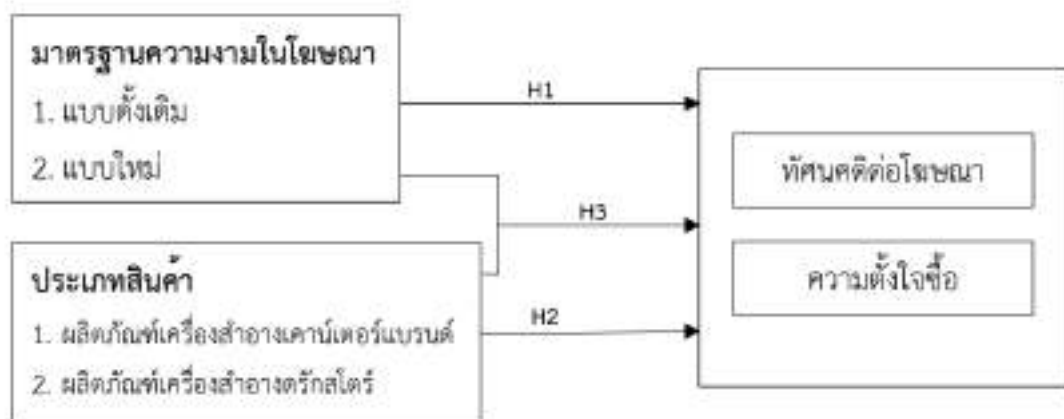 มาตรฐานความงามในโฆษณา
1. แบบดั้งเดิม
2. แบบใหม่
H1
H3
ทัศนคติต่อโฆษณา
ความตั้งใจซื้อ
ประเภทสินค้า
1. ผลิตภัณฑ์เครื่องสำอางเคาน์เตอร์แบรนด์
2. ผลิตภัณฑ์เครื่องสำอางดรักสโตร์
H2